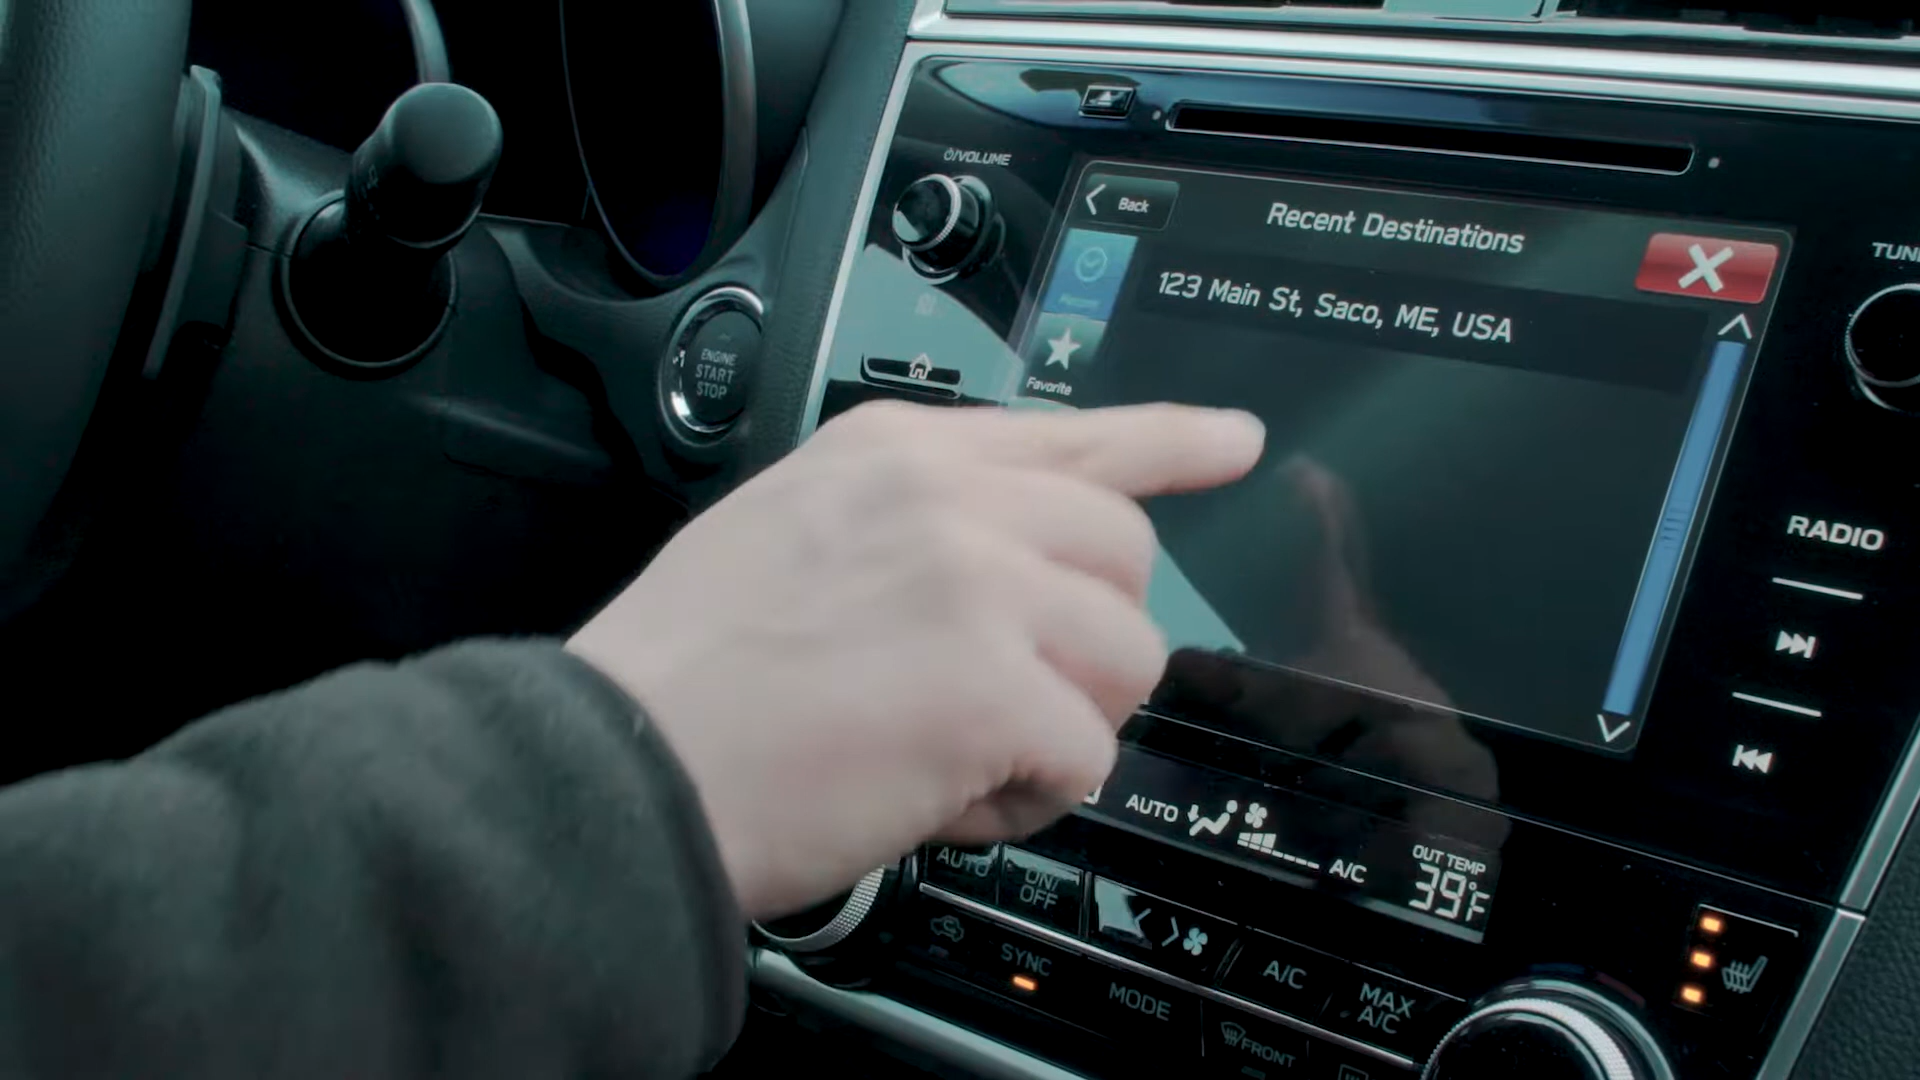 ⏻/VOLUME
Back
Recent Destinations
TUN
123 Main St, Saco, ME, USA
Favorite
ENGINE
START
STOP
RADIO
AUTO
A/C
OUT TEMP
39°F
AUTO
ON/
OFF
SYNC
MODE
A/C
MAX
A/C
FRONT